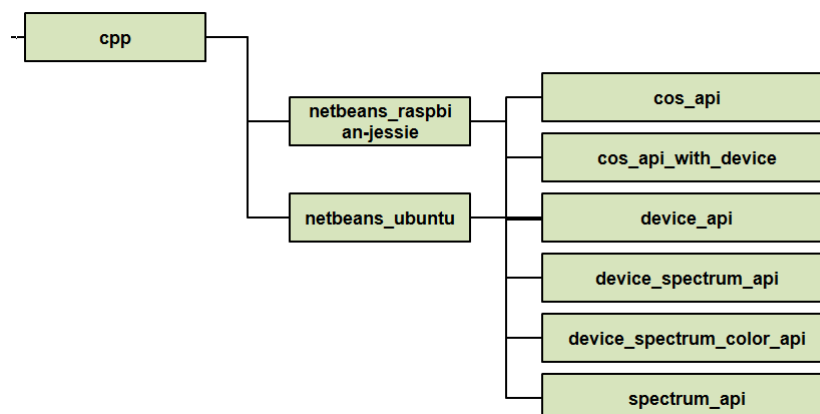 cpp
netbeans_raspbi
an-jessie
netbeans_ubuntu
cos_api
cos_api_with_device
device_api
device_spectrum_api
device_spectrum_color_api
spectrum_api